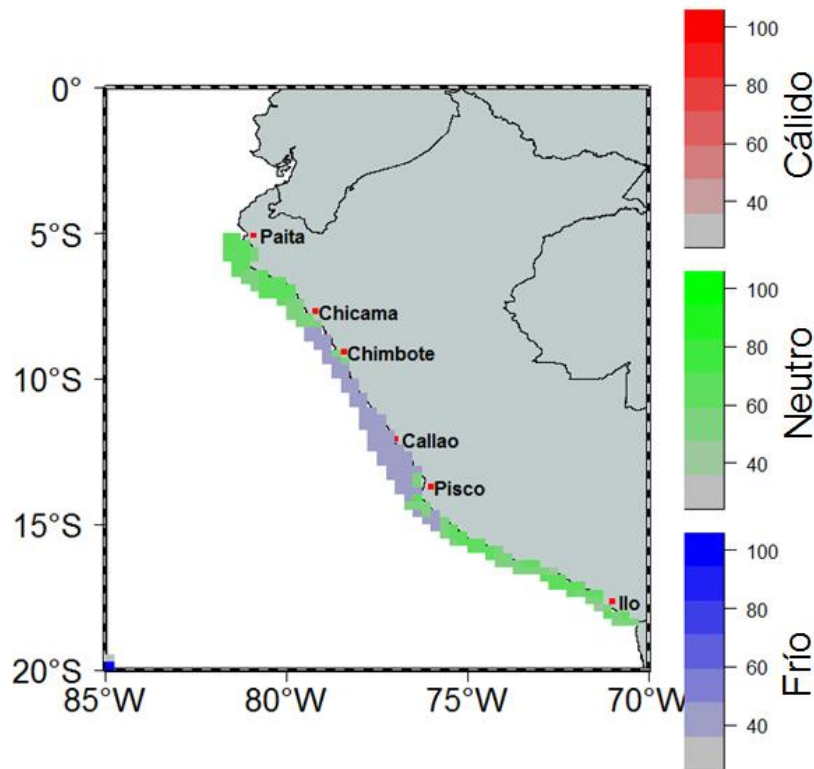 0°
5°S
10°S
15°S
20°S
85°W
80°W
75°W
70°W
Paita
Chicama
Chimbote
Callao
Pisco
Ilo
100
80
60
40
Cálido
100
80
60
40
Neutro
100
80
60
40
Frío